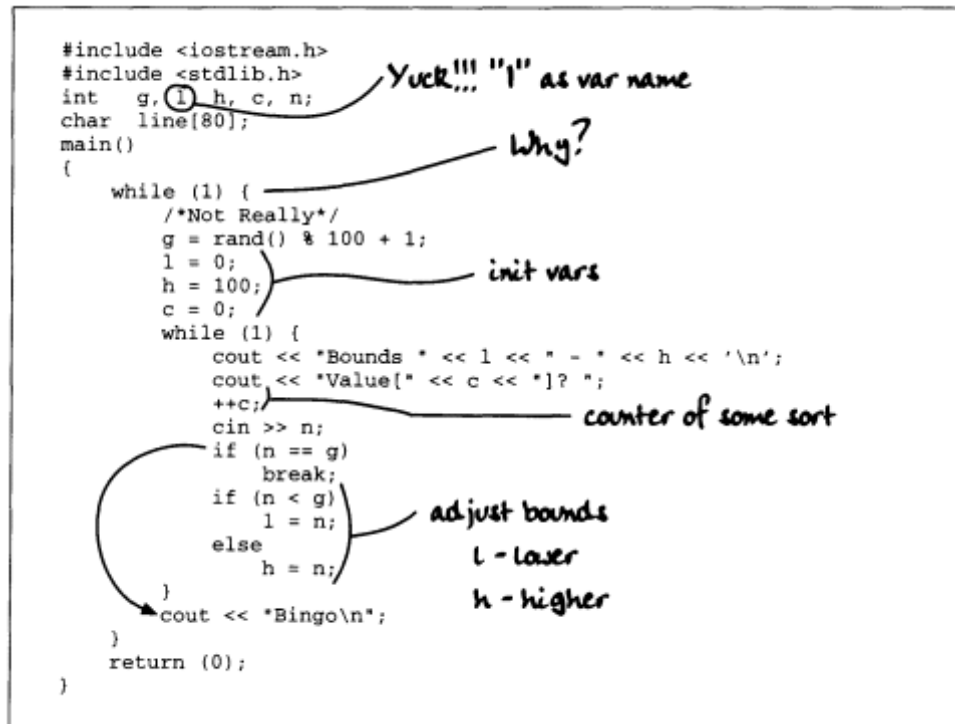 #include <iostream.h>
#include <stdlib.h>
Yuck!!! "l" as var name
int   g, l h, c, n;
char  line[80];
main()
Why?
{
    while (1) {
        /*Not Really*/
        g = rand() % 100 + 1;
        l = 0;
init vars
        h = 100;
        c = 0;
        while (1) {
            cout << "Bounds " << l << " - " << h << '\n';
            cout << "Value[" << c << "]? ";
            ++c;
counter of some sort
            cin >> n;
            if (n == g)
                break;
            if (n < g)
adjust bounds
                l = n;
l - lower
            else
                h = n;
h - higher
        }
        cout << "Bingo\n";
    }
    return (0);
}